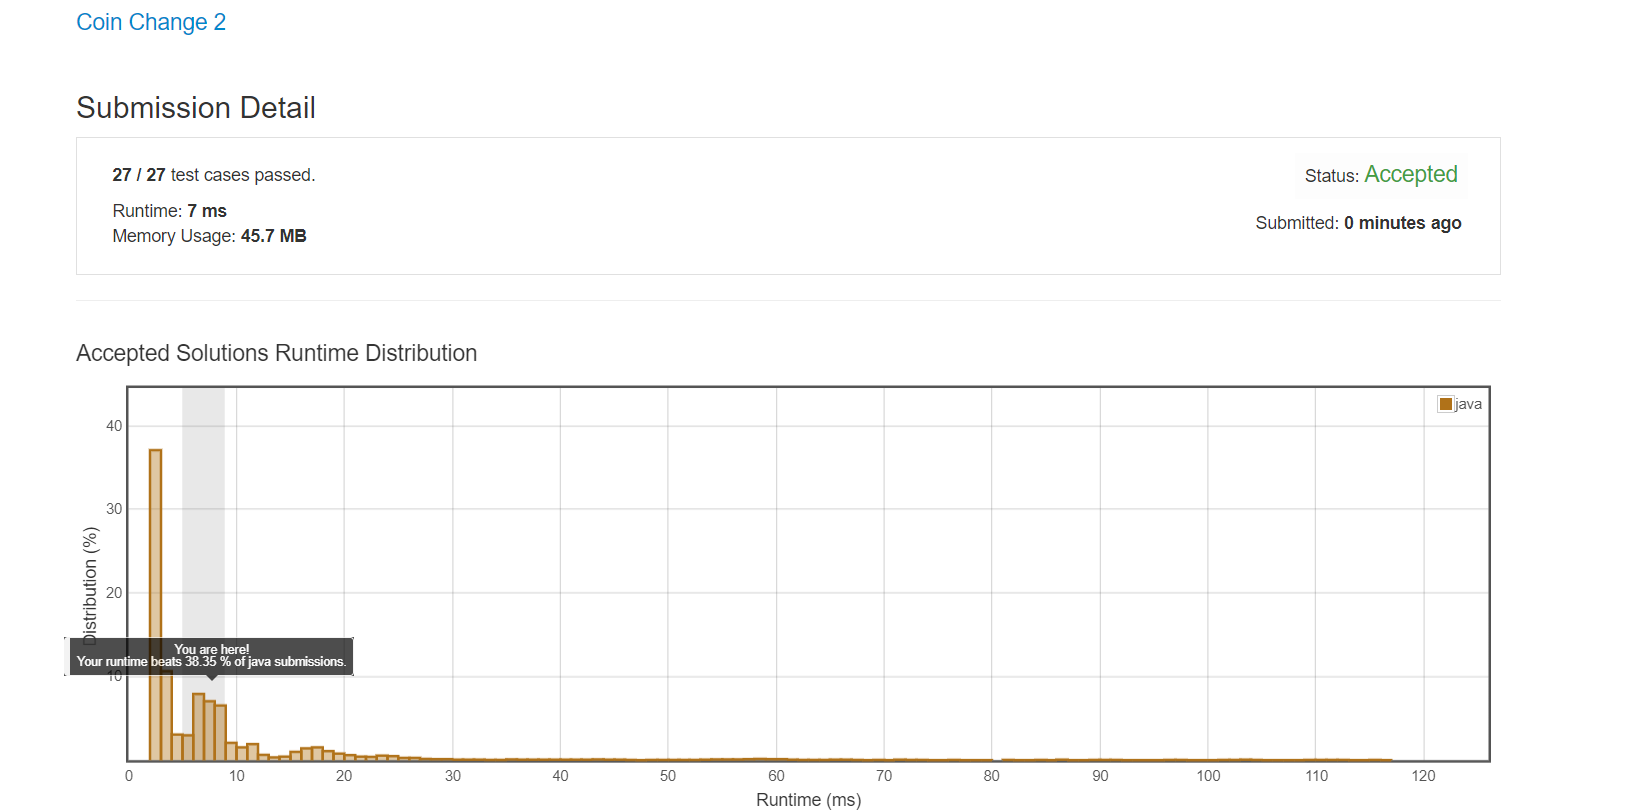 Coin Change 2
Submission Detail
27 / 27 test cases passed.
Status: Accepted
Runtime: 7 ms
Submitted: 0 minutes ago
Memory Usage: 45.7 MB
Accepted Solutions Runtime Distribution
java
40
30
20
10
Distribution (%)
You are here!
Your runtime beats 38.35 % of java submissions.
0 10 20 30 40 50 60 70 80 90 100 110 120
Runtime (ms)